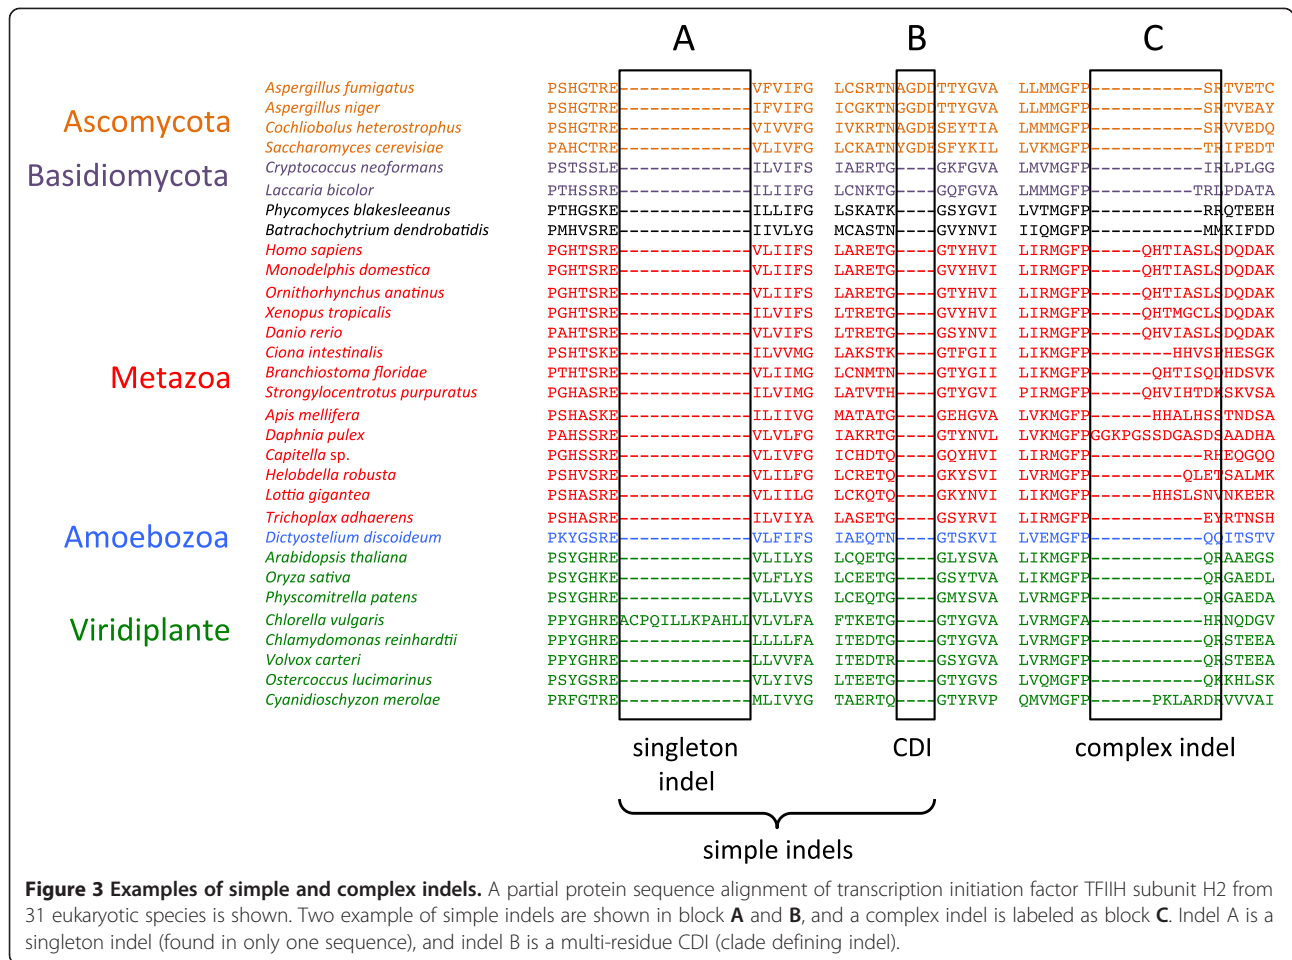 A B C
Aspergillus fumigatus PSHGTRE-------------VFVIFG LCSRTNAGDDTTYGVA LLMMGFP-----------SRTVETC
Ascomycota
Aspergillus niger PSHGTRE-------------IFVIFG ICGKTNGGDDTTYGVA LLMMGFP-----------SRTVEAY
Cochliobolus heterostrophus PSHGTRE-------------VIVVFG IVKRTNAGDESEYTIA LMMMGFP-----------SRVVEDQ
Saccharomyces cerevisiae PAHCTRE-------------VLIVFG LCKATNYGDESFYKIL LVKMGFP-----------TRIFEDT
Basidiomycota
Cryptococcus neoformans PSTSSLE-------------ILVIFS IAERTG----GKFGVA LMVMGFP-----------IRLPLGG
Laccaria bicolor PTHSSRE-------------ILIIFG LCNKTG----GQFGVA LMMMGFP----------TRLPDATA
Phycomyces blakesleeanus PTHGSKE-------------ILLIFG LSKATK----GSYGVI LVTMGFP-----------RRQTEEH
Batrachochytrium dendrobatidis PMHVSRE-------------IIVLYG MCASTN----GVYNVI IIQMGFP-----------MMKIFDD
Homo sapiens PGHTSRE-------------VLIIFS LARETG----GTYHVI LIRMGFP-----QHTIASLSDQDAK
Monodelphis domestica PGHTSRE-------------VLIIFS LARETG----GVYHVI LIRMGFP-----QHTIASLSDQDAK
Ornithorhynchus anatinus PGHTSRE-------------VLIIFS LARETG----GTYHVI LIRMGFP-----QHTIASLSDQDAK
Xenopus tropicalis PGHTSRE-------------ILVIFS LTRETG----GVYHVI LIRMGFP-----QHTMGCLSDQDAK
Danio rerio PAHTSRE-------------VLVIFS LTRETG----GSYNVI LIRMGFP-----QHVIASLSDQDAK
Ciona intestinalis PSHTSKE-------------ILVVMG LAKSTK----GTFGII LIKMGFP--------HHVSPHESGK
Metazoa
Branchiostoma floridae PTHTSRE-------------VLIIMG LCNMTN----GTYGII LIKMGFP------QHTISQDHDSVK
Strongylocentrotus purpuratus PGHASRE-------------ILVIMG LATVTH----GTYGVI PIRMGFP-----QHVIHTDKSKVSA
Apis mellifera PSHASKE-------------ILIIVG MATATG----GEHGVA LVKMGFP------HHALHSSTNDSA
Daphnia pulex PAHSSRE-------------VLVLFG IAKRTG----GTYNVL LVKMGFPGGKPGSSDGASDSAADHA
Capitella sp. PGHSSRE-------------VLIVFG ICHDTQ----GQYHVI LIRMGFP-----------RHEQGQQ
Helobdella robusta PSHVSRE-------------VLILFG LCRETQ----GKYSVI LVRMGFP---------QLETSALMK
Lottia gigantea PSHASRE-------------VLIILG LCKQTQ----GKYNVI LIKMGFP------HHSLSNVNKEER
Trichoplax adhaerens PSHASRE-------------ILVIYA LASETG----GSYRVI LIRMGFP-----------EYRTNSH
Amoebozoa
Dictyostelium discoideum PKYGSRE-------------VLFIFS IAEQTN----GTSKVI LVEMGFP-----------QQITSTV
Arabidopsis thaliana PSYGHRE-------------VLILYS LCQETG----GLYSVA LIKMGFP-----------QRAAEGS
Oryza sativa PSYGHKE-------------VLFLYS LCEETG----GSYTVA LIKMGFP-----------QRGAEDL
Physcomitrella patens PSYGHRE-------------VLLVYS LCEQTG----GMYSVA LVRMGFP-----------QRGAEDA
Viridiplante
Chlorella vulgaris PPYGHREACPQILLKPAHLLVLVLFA FTKETG----GTYGVA LVRMGFA-----------HRNQDGV
Chlamydomonas reinhardtii PPYGHRE-------------LLLLFA ITEDTG----GTYGVA LVRMGFP-----------QRSTEEA
Volvox carteri PPYGHRE-------------LLVVFA ITEDTR----GSYGVA LVRMGFP-----------QRSTEEA
Ostercoccus lucimarinus PSYGSRE-------------VLYIVS LTEETG----GTYGVS LVQMGFP-----------QKKHLSK
Cyanidioschyzon merolae PRFGTRE-------------MLIVYG TAERTQ----GTYRVP QMVMGFP------PKLARDRVVVAI
singleton indel CDI complex indel
simple indels
Figure 3 Examples of simple and complex indels. A partial protein sequence alignment of transcription initiation factor TFIIH subunit H2 from
31 eukaryotic species is shown. Two example of simple indels are shown in block A and B, and a complex indel is labeled as block C. Indel A is a
singleton indel (found in only one sequence), and indel B is a multi-residue CDI (clade defining indel).